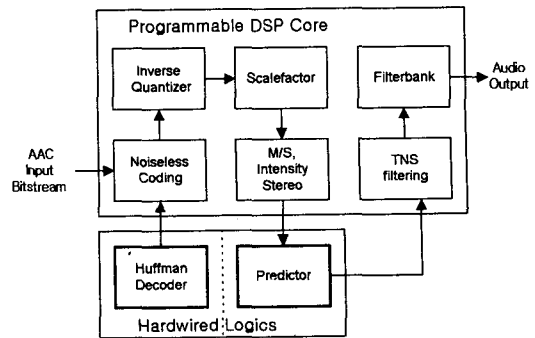 Programmable DSP Core
Inverse
Quantizer
Scalefactor
Filterbank
Audio
Output
AAC
Input
Bitstream
Noiseless
Coding
M/S,
Intensity
Stereo
TNS
filtering
Huffman
Decoder
Predictor
Hardwired Logics